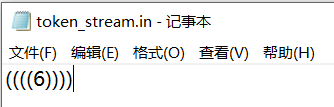 token_stream.in - 记事本
文件(F) 编辑(E) 格式(O) 查看(V) 帮助(H)
((((6))))